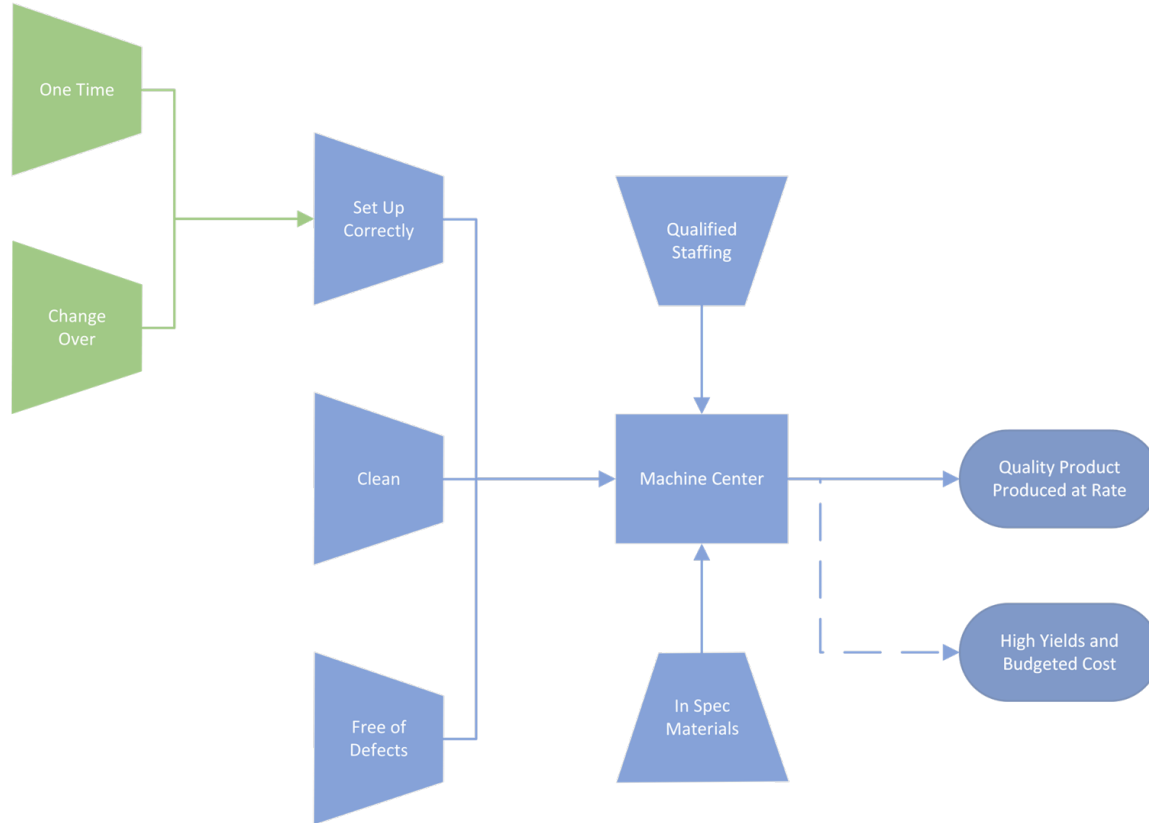 One Time
Change
Over
Set Up
Correctly
Clean
Free of
Defects
Qualified
Staffing
Machine Center
In Spec
Materials
Quality Product
Produced at Rate
High Yields and
Budgeted Cost